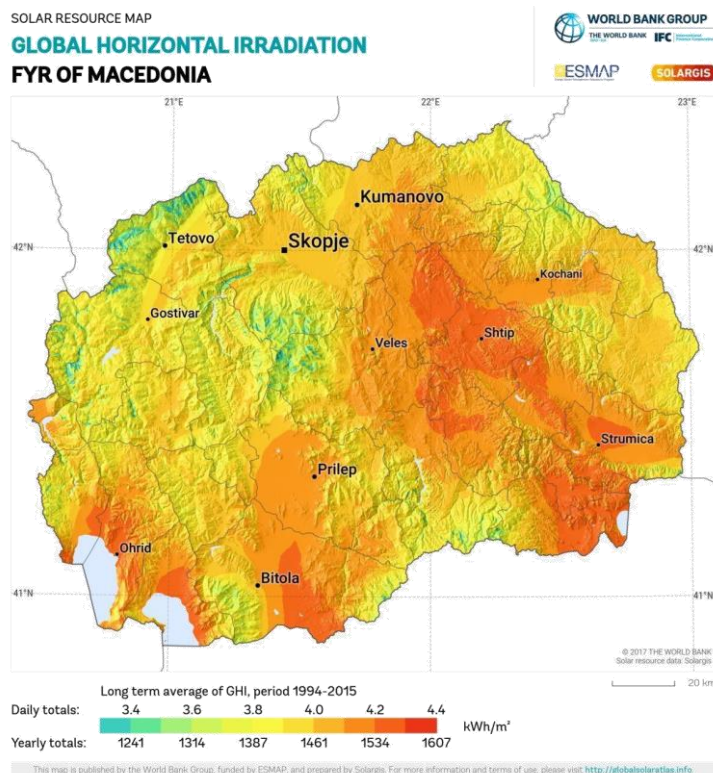 SOLAR RESOURCE MAP
GLOBAL HORIZONTAL IRRADIATION
FYR OF MACEDONIA
WORLD BANK GROUP
THE WORLD BANK
IFC
ESMAP
SOLARGIS
21°E
22°E
23°E
Kumanovo
Tetovo
Skopje
42°N
42°N
Kochani
Gostivar
Shtip
Veles
Strumica
Prilep
Ohrid
Bitola
41°N
41°N
© 2017 THE WORLD BANK
Solar resource data: Solargis
20 km
Long term average of GHI, period 1994-2015
Daily totals: 3.4 3.6 3.8 4.0 4.2 4.4
kWh/m²
Yearly totals: 1241 1314 1387 1461 1534 1607
This map is published by the World Bank Group, funded by ESMAP, and prepared by Solargis. For more information and terms of use, please visit http://globalsolaratlas.info.